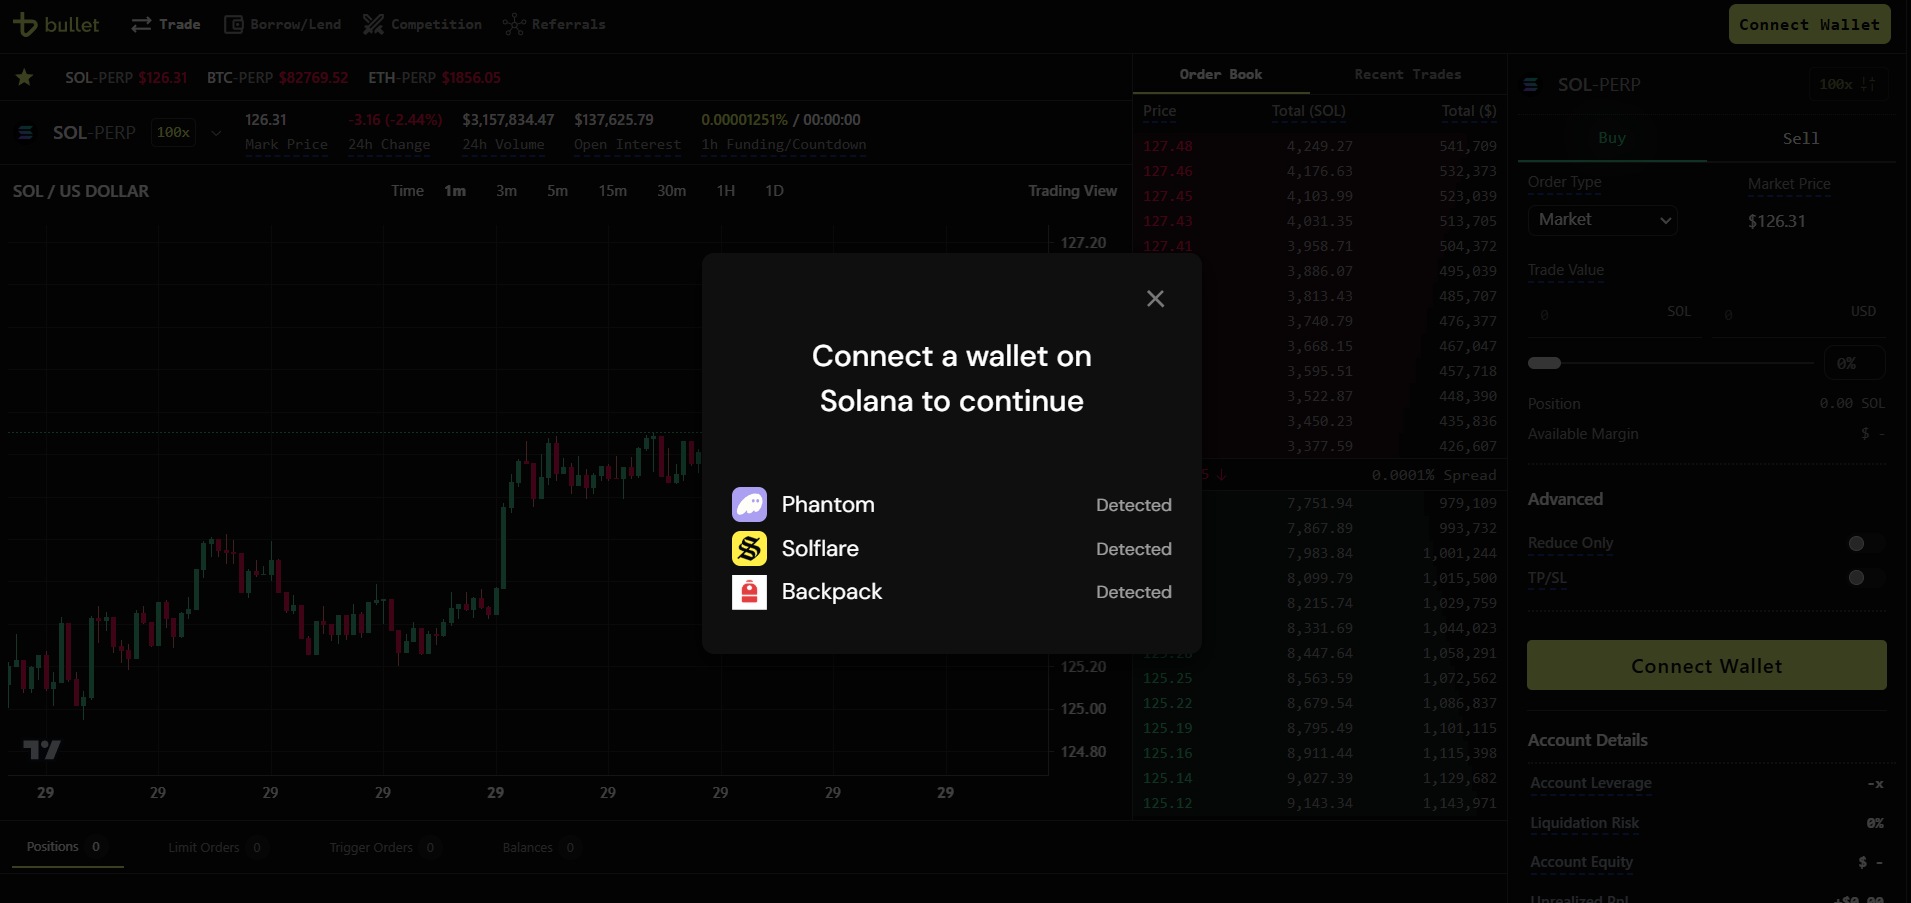 bullet Trade Borrow/Lend Competition Referrals Connect Wallet
SOL-PERP $126.31 BTC-PERP $82769.52 ETH-PERP $1856.05
SOL-PERP 100x
126.31 -3.16 (-2.44%) $3,157,834.47 $137,625.79 0.00001251% / 00:00:00
Mark Price 24h Change 24h Volume Open Interest 1h Funding/Countdown
SOL / US DOLLAR Time 1m 3m 5m 15m 30m 1H 1D Trading View
127.20
125.20
125.00
124.80
29 29 29 29 29 29 29 29 29
Connect a wallet on
Solana to continue
Phantom Detected
Solflare Detected
Backpack Detected
Order Book Recent Trades
Price Total (SOL) Total ($)
127.48 4,249.27 541,709
127.46 4,176.63 532,373
127.45 4,103.99 523,039
127.43 4,031.35 513,705
127.41 3,958.71 504,372
3,886.07 495,039
3,813.43 485,707
3,740.79 476,377
3,668.15 467,047
3,595.51 457,718
3,522.87 448,390
3,450.23 435,836
3,377.59 426,607
0.0001% Spread
7,751.94 979,109
7,867.89 993,732
7,983.84 1,001,244
8,099.79 1,015,500
8,215.74 1,029,759
8,331.69 1,044,023
8,447.64 1,058,291
125.25 8,563.59 1,072,562
125.22 8,679.54 1,086,837
125.19 8,795.49 1,101,115
125.16 8,911.44 1,115,398
125.14 9,027.39 1,129,682
125.12 9,143.34 1,143,971
SOL-PERP 100x
Buy Sell
Order Type Market Price
Market $126.31
Trade Value
0 SOL 0 USD
0%
Position 0.00 SOL
Available Margin $ -
Advanced
Reduce Only
TP/SL
Connect Wallet
Account Details
Account Leverage -x
Liquidation Risk 0%
Account Equity $ -
Unrealized Pnl +$0.00
Positions 0 Limit Orders 0 Trigger Orders 0 Balances 0